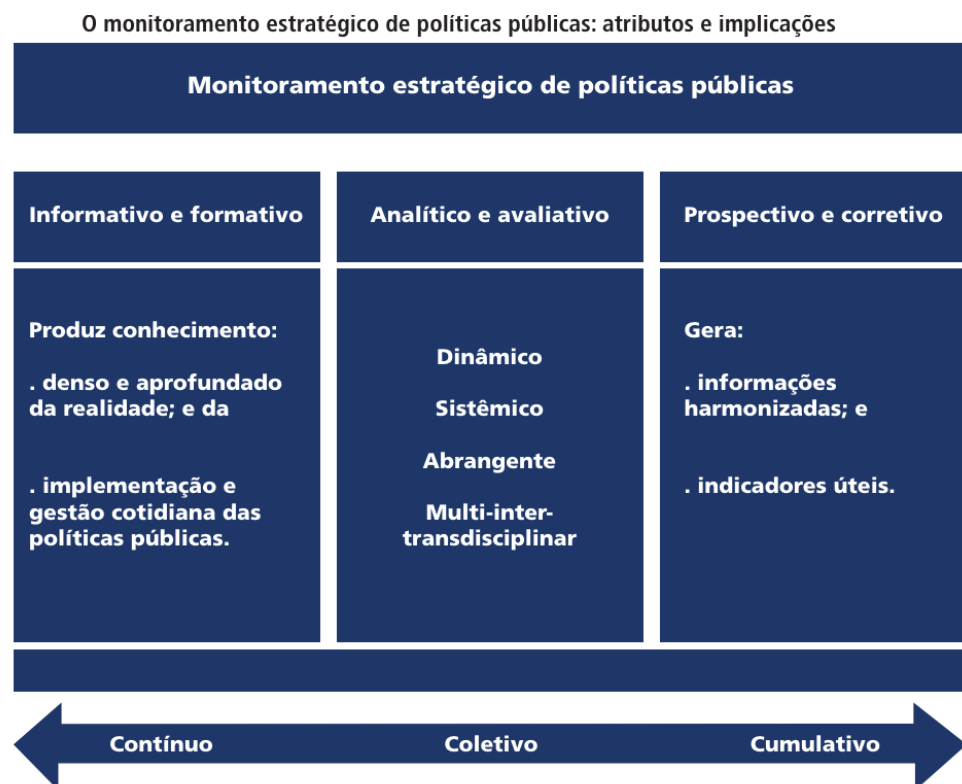 O monitoramento estratégico de políticas públicas: atributos e implicações
Monitoramento estratégico de políticas públicas
Informativo e formativo
Produz conhecimento:
. denso e aprofundado
da realidade; e da
. implementação e
gestão cotidiana das
políticas públicas.
Analítico e avaliativo
Dinâmico
Sistêmico
Abrangente
Multi-inter-
transdisciplinar
Prospectivo e corretivo
Gera:
. informações
harmonizadas; e
. indicadores úteis.
Contínuo
Coletivo
Cumulativo